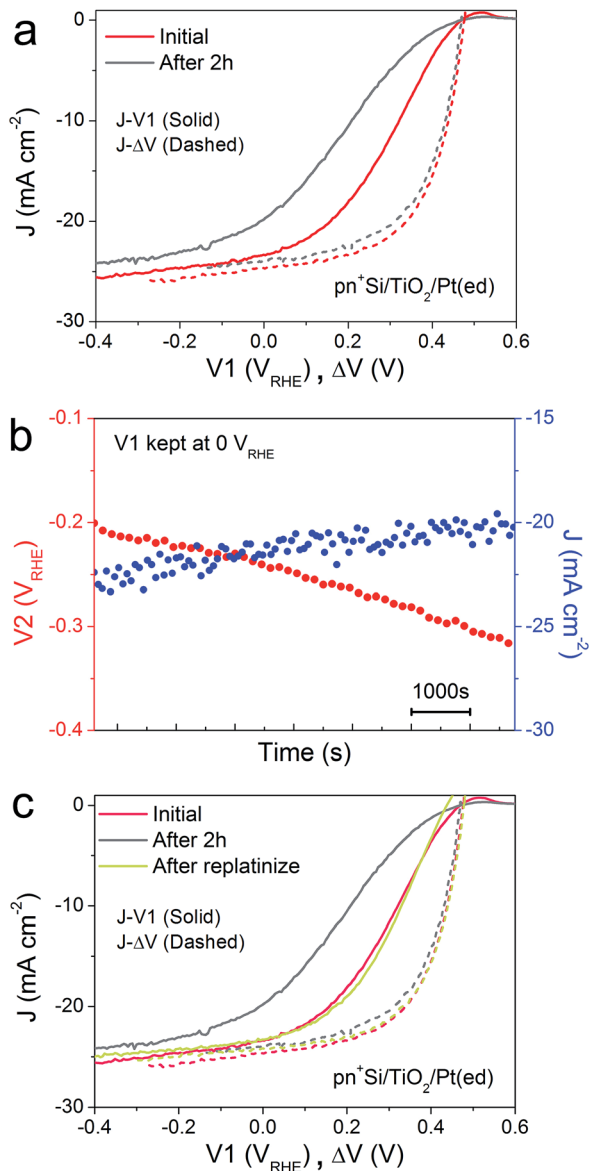 a
Initial
After 2h
J-V1 (Solid)
J-ΔV (Dashed)
pn⁺Si/TiO₂/Pt(ed)
0
-10
-20
-30
J (mA cm⁻²)
-0.4 -0.2 0.0 0.2 0.4 0.6
V1 (V_RHE) , ΔV (V)
b
V1 kept at 0 V_RHE
-0.1
-0.2
-0.3
-0.4
V2 (V_RHE)
-15
-20
-25
-30
J (mA cm⁻²)
1000s
Time (s)
c
Initial
After 2h
After replatinize
J-V1 (Solid)
J-ΔV (Dashed)
pn⁺Si/TiO₂/Pt(ed)
0
-10
-20
-30
J (mA cm⁻²)
-0.4 -0.2 0.0 0.2 0.4 0.6
V1 (V_RHE) , ΔV (V)